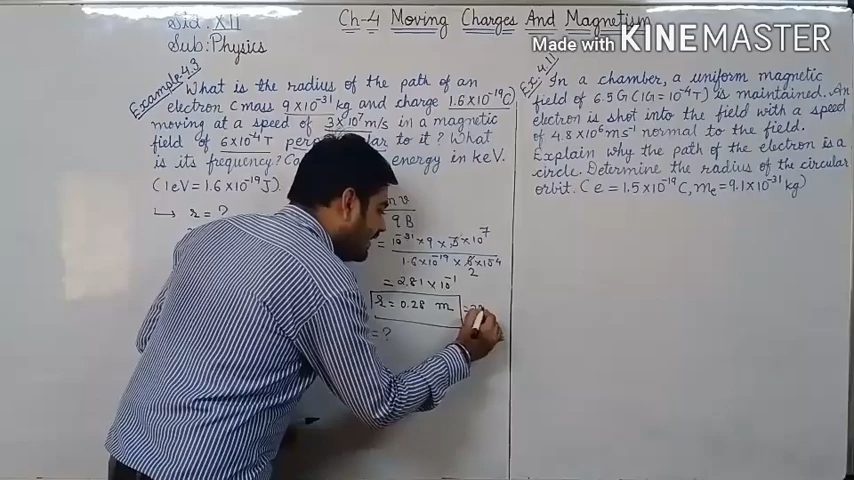 Std. XII
Sub: Physics
Ch-4 Moving Charges And Magnetism
Made with KINEMASTER
Example 4.3
What is the radius of the path of an
electron (mass 9×10⁻³¹ kg and charge 1.6×10⁻¹⁹C)
moving at a speed of 3×10⁷ m/s in a magnetic
field of 6×10⁻⁴T to it? What
is its frequency? energy in keV.
(1eV = 1.6×10⁻¹⁹J)
↳ r = ?
v
qB
= 10⁻³¹ × 9 × 3 × 10⁷
1.6×10⁻¹⁹ × 6 × 10⁻⁴
2
= 2.81 × 10⁻¹
r = 0.28 m
= ?
Ex: 4.11
In a chamber, a uniform magnetic
field of 6.5G (1G = 10⁻⁴T) is maintained. An
electron is shot into the field with a speed
of 4.8×10⁶ ms⁻¹ normal to the field.
Explain why the path of the electron is a
circle. Determine the radius of the circular
orbit. (e = 1.5×10⁻¹⁹C, mₑ = 9.1×10⁻³¹ kg)